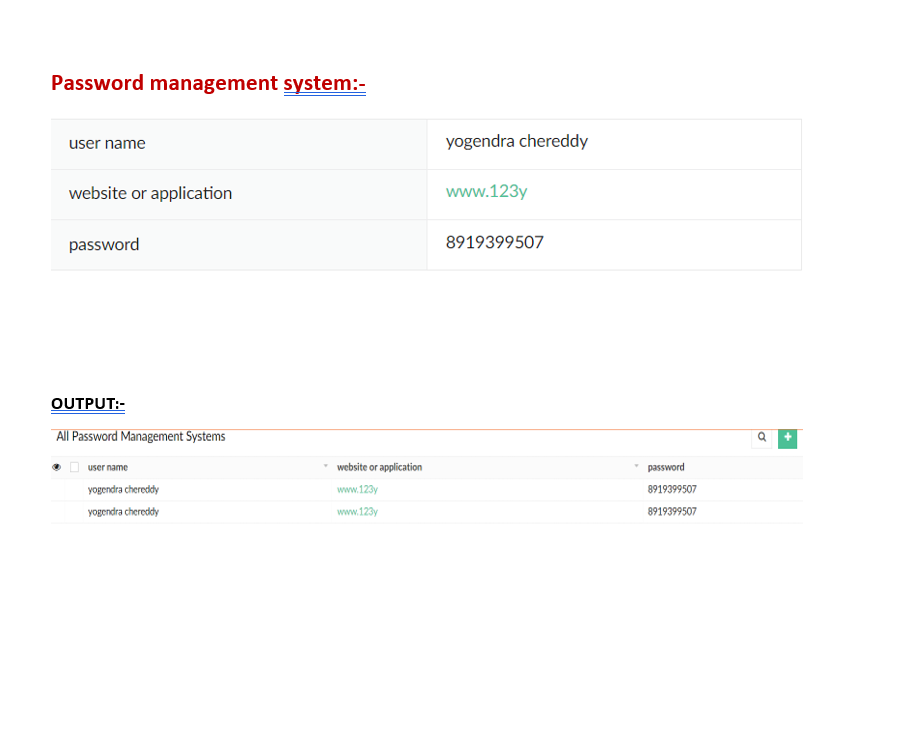 Password management system:-
user name yogendra chereddy
website or application www.123y
password 8919399507
OUTPUT:-
All Password Management Systems
user name website or application password
yogendra chereddy www.123y 8919399507
yogendra chereddy www.123y 8919399507